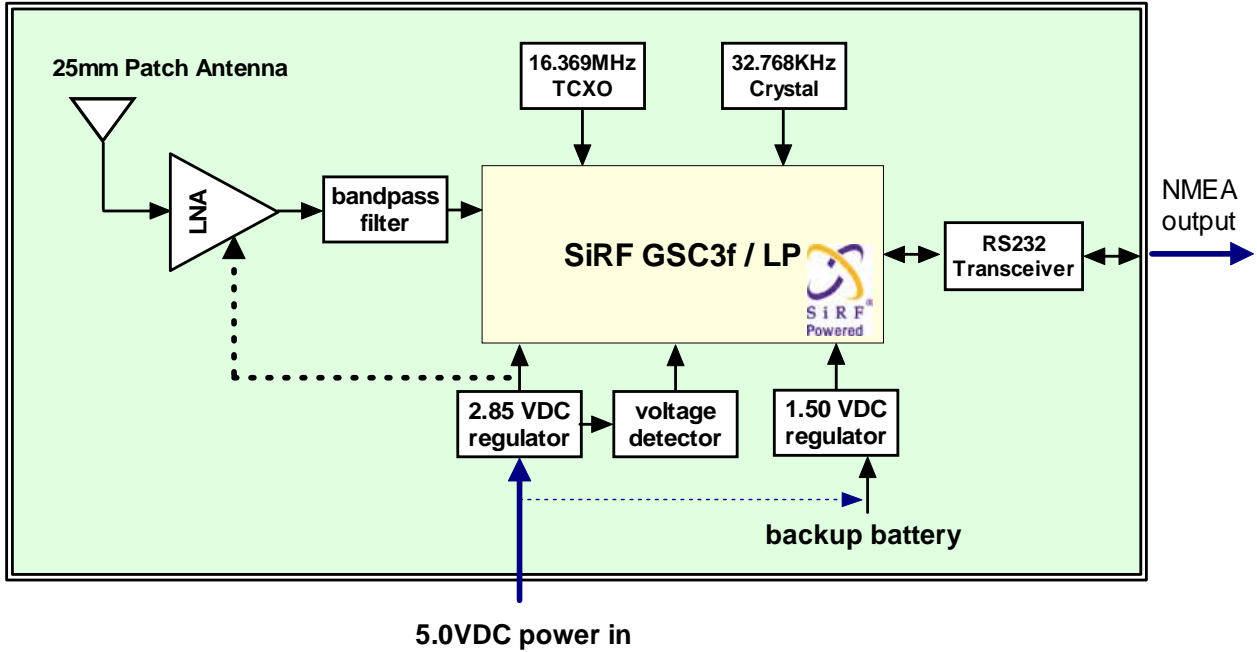 25mm Patch Antenna
16.369MHz
TCXO
32.768KHz
Crystal
LNA
bandpass
filter
SiRF GSC3f / LP
SiRF®
Powered
RS232
Transceiver
NMEA
output
2.85 VDC
regulator
voltage
detector
1.50 VDC
regulator
backup battery
5.0VDC power in